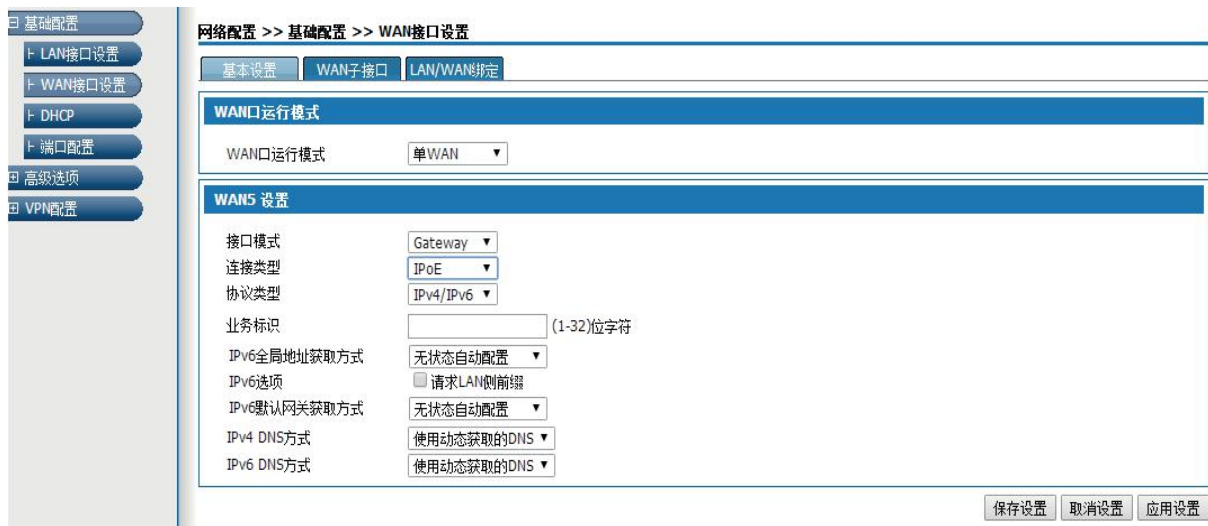 基础配置
LAN接口设置
WAN接口设置
DHCP
端口配置
高级选项
VPN配置
网络配置 >> 基础配置 >> WAN接口设置
基本设置 WAN子接口 LAN/WAN绑定
WAN口运行模式
WAN口运行模式 单WAN
WAN5 设置
接口模式 Gateway
连接类型 IPoE
协议类型 IPv4/IPv6
业务标识 (1-32)位字符
IPv6全局地址获取方式 无状态自动配置
IPv6选项 请求LAN侧前缀
IPv6默认网关获取方式 无状态自动配置
IPv4 DNS方式 使用动态获取的DNS
IPv6 DNS方式 使用动态获取的DNS
保存设置 取消设置 应用设置